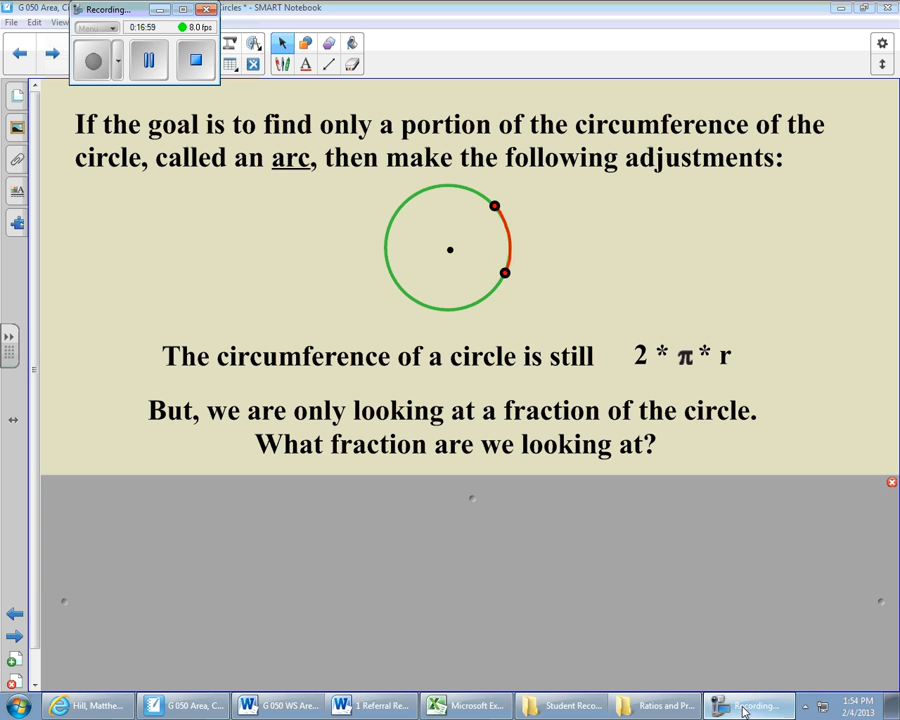 G 050 Area, Ci
Recording...
Circles * - SMART Notebook
File
Edit
View
Menu
0:16:59
8.0 fps
If the goal is to find only a portion of the circumference of the
circle, called an arc, then make the following adjustments:
The circumference of a circle is still 2 * π * r
But, we are only looking at a fraction of the circle.
What fraction are we looking at?
Hill, Matthe...
G 050 Area, C...
G 050 WS Are...
1 Referral Re...
Microsoft Ex...
Student Reco...
Ratios and Pr...
Recording...
1:54 PM
2/4/2013